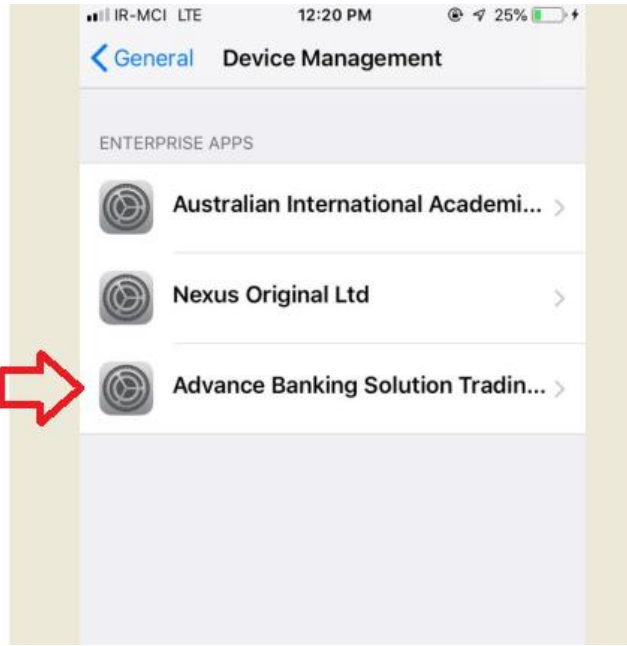 IR-MCI LTE 12:20 PM 25%
General Device Management
ENTERPRISE APPS
Australian International Academi...
Nexus Original Ltd
Advance Banking Solution Tradin...